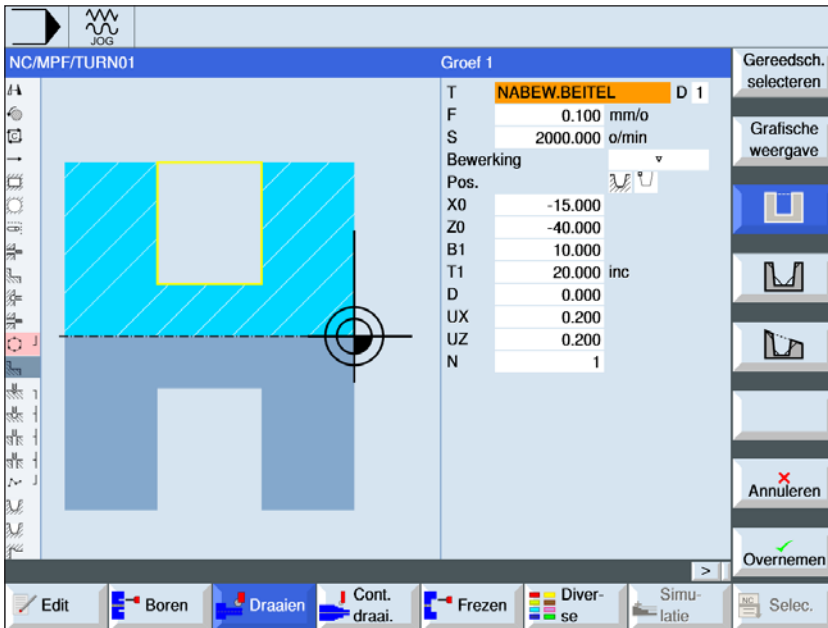 JOG
NC/MPF/TURN01
Groef 1
Gereedsch.
selecteren
T NABEW.BEITEL D 1
F 0.100 mm/o
S 2000.000 o/min
Grafische
weergave
Bewerking ▿
Pos.
X0 -15.000
Z0 -40.000
B1 10.000
T1 20.000 inc
D 0.000
UX 0.200
UZ 0.200
N 1
Annuleren
Overnemen
>
Edit
Boren
Draaien
Cont.
draai.
Frezen
Diver-
se
Simu-
latie
NC
Selec.